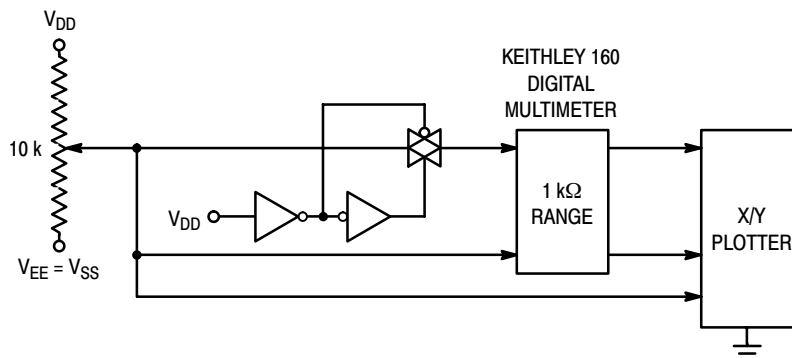 V_DD
KEITHLEY 160
DIGITAL
MULTIMETER
10 k
1 kΩ
RANGE
V_DD
X/Y
PLOTTER
V_EE = V_SS